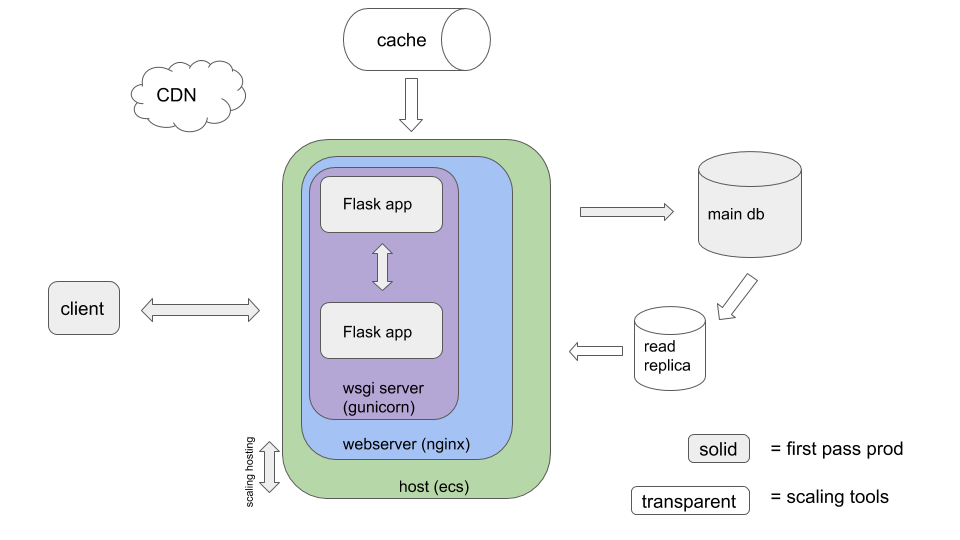 cache
CDN
Flask app
main db
client
Flask app
read
replica
wsgi server
(gunicorn)
webserver (nginx)
scaling hosting
host (ecs)
solid
= first pass prod
transparent
= scaling tools